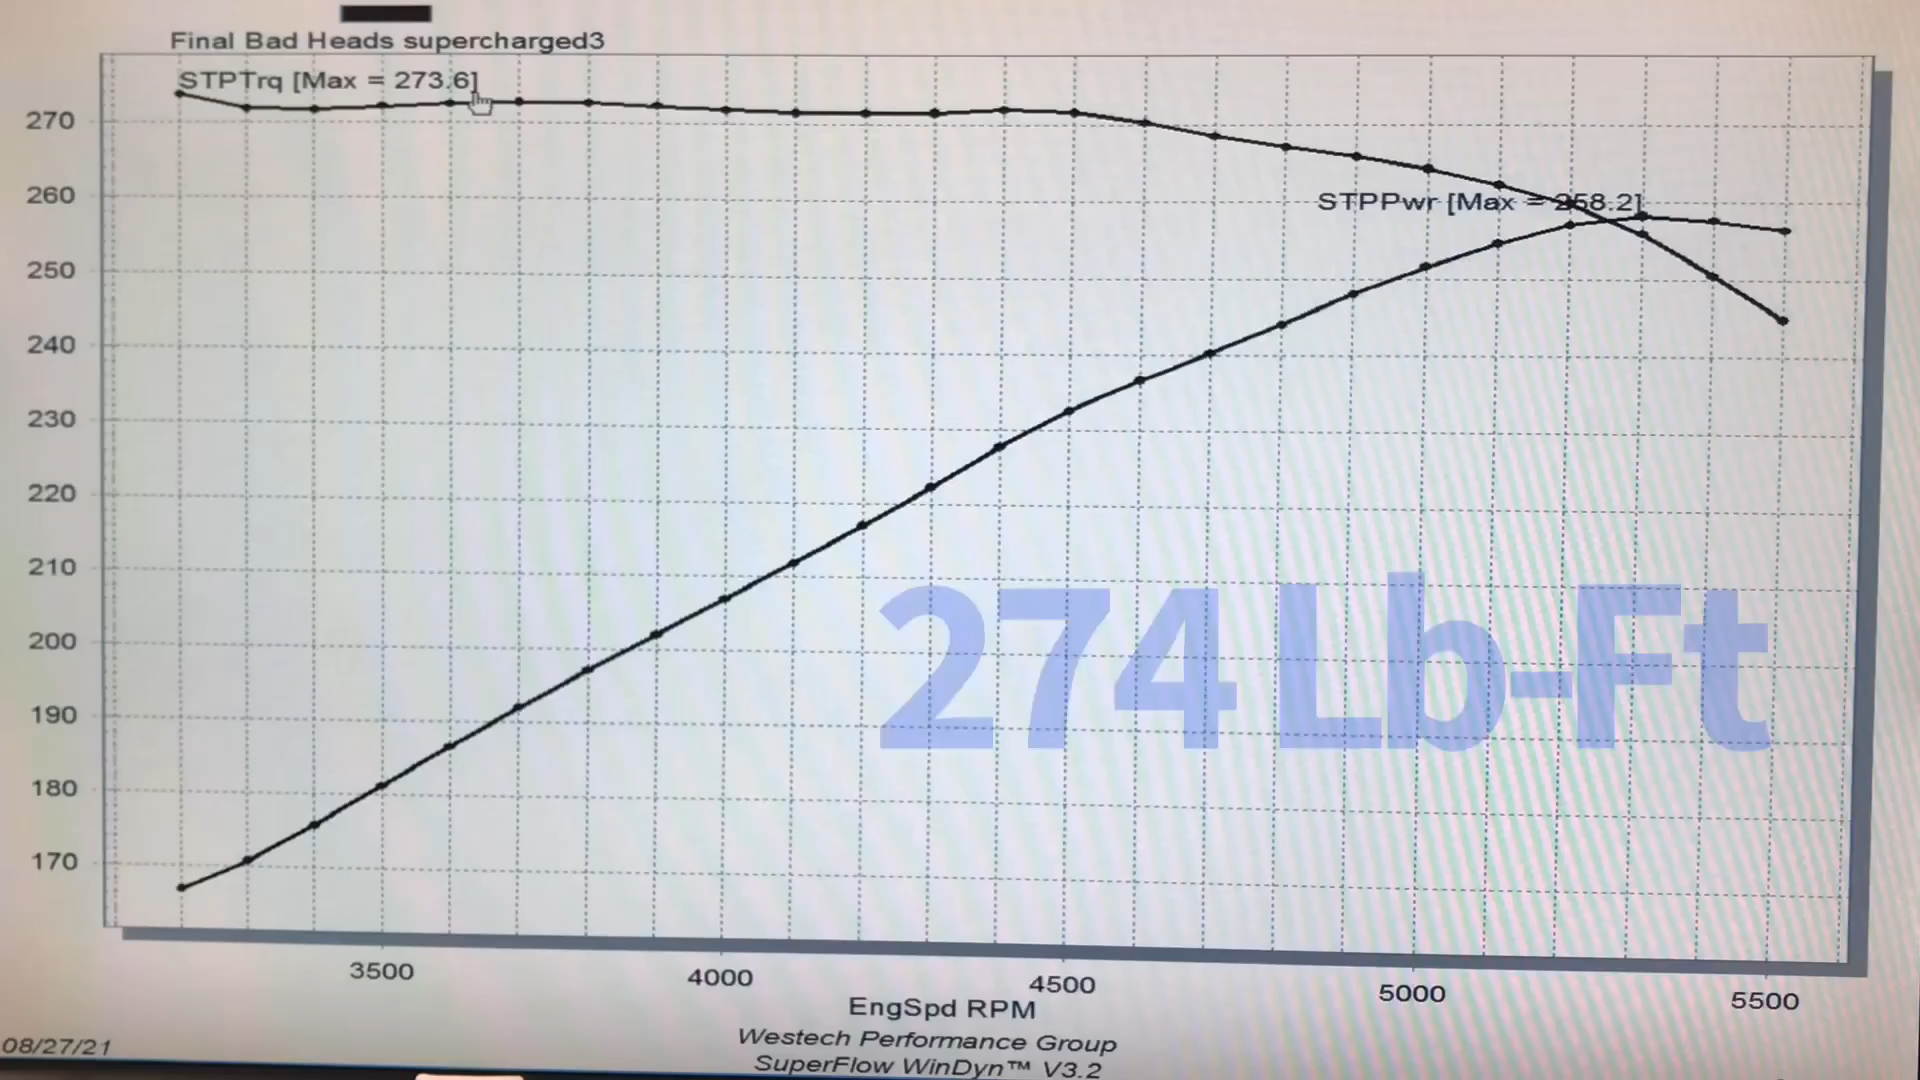 Final Bad Heads supercharged3
STPTrq [Max = 273.6]
270
260
STPPwr [Max = 258.2]
250
240
230
220
210
274 Lb-Ft
200
190
180
170
3500 4000 4500 5000 5500
EngSpd RPM
08/27/21
Westech Performance Group
SuperFlow WinDyn™ V3.2